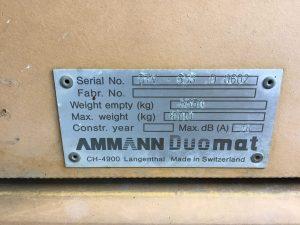 Serial No.
Fabr. No.
Weight empty (kg)
Max. weight (kg)
Constr. year Max. dB (A)
AMMANN Duomat
CH-4900 Langenthal Made in Switzerland